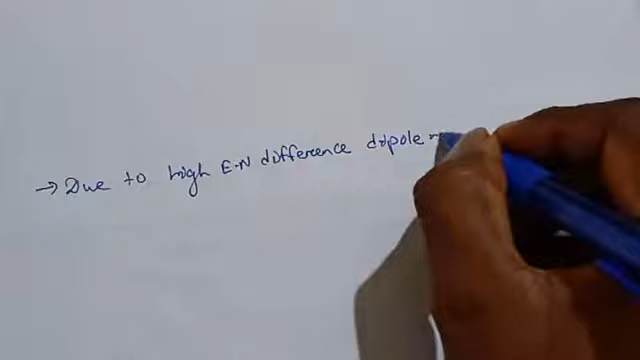 → Due to high E.N difference dipole